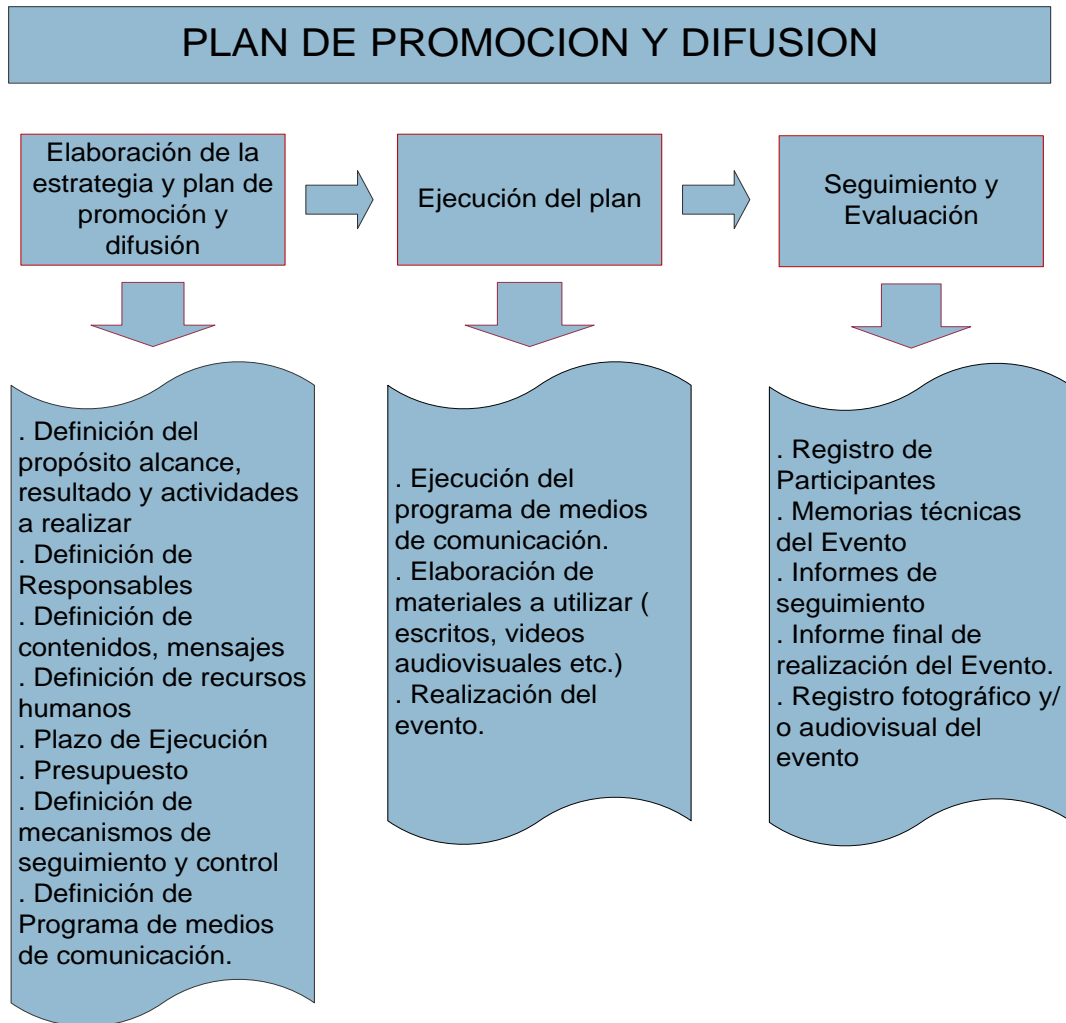 PLAN DE PROMOCION Y DIFUSION
Elaboración de la
estrategia y plan de
promoción y
difusión
Ejecución del plan
Seguimiento y
Evaluación
. Definición del
propósito alcance,
resultado y actividades
a realizar
. Definición de
Responsables
. Definición de
contenidos, mensajes
. Definición de recursos
humanos
. Plazo de Ejecución
. Presupuesto
. Definición de
mecanismos de
seguimiento y control
. Definición de
Programa de medios
de comunicación.
. Ejecución del
programa de medios
de comunicación.
. Elaboración de
materiales a utilizar (
escritos, videos
audiovisuales etc.)
. Realización del
evento.
. Registro de
Participantes
. Memorias técnicas
del Evento
. Informes de
seguimiento
. Informe final de
realización del Evento.
. Registro fotográfico y/
o audiovisual del
evento